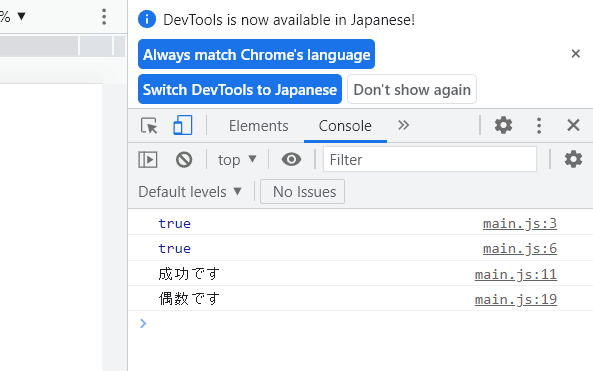 % ▼
DevTools is now available in Japanese!
Always match Chrome's language
Switch DevTools to Japanese Don't show again
Elements Console
top ▼ Filter
Default levels ▼ No Issues
true main.js:3
true main.js:6
成功です main.js:11
偶数です main.js:19